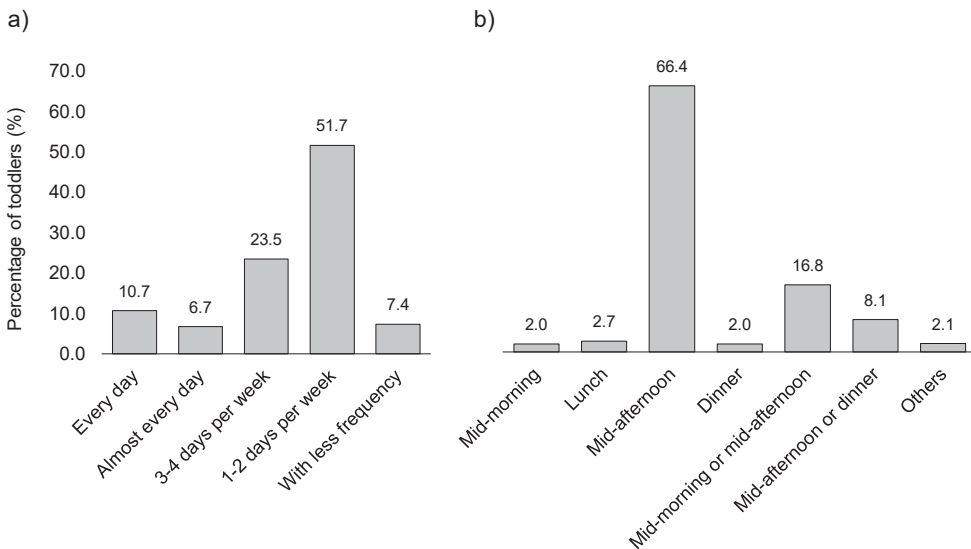 a)
b)
Percentage of toddlers (%)
70.0
60.0
50.0
40.0
30.0
20.0
10.0
0.0
10.7
6.7
23.5
51.7
7.4
Every day
Almost every day
3-4 days per week
1-2 days per week
With less frequency
2.0
2.7
66.4
2.0
16.8
8.1
2.1
Mid-morning
Lunch
Mid-afternoon
Dinner
Mid-morning or mid-afternoon
Mid-afternoon or dinner
Others